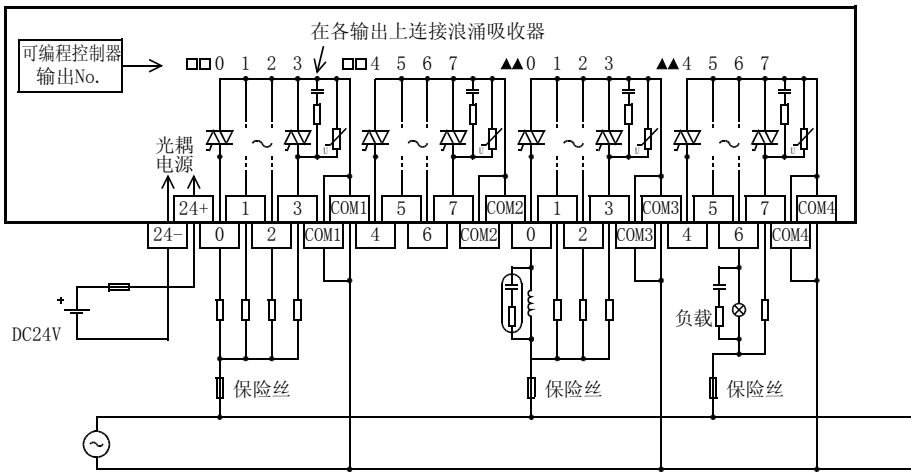 在各输出上连接浪涌吸收器
可编程控制器
输出No.
□□0 1 2 3 □□4 5 6 7 ▲▲0 1 2 3 ▲▲4 5 6 7
U U U U
光耦
电源
24+ 1 3 COM1 5 7 COM2 1 3 COM3 5 7 COM4
24- 0 2 COM1 4 6 COM2 0 2 COM3 4 6 COM4
+
DC24V
负载
保险丝 保险丝 保险丝